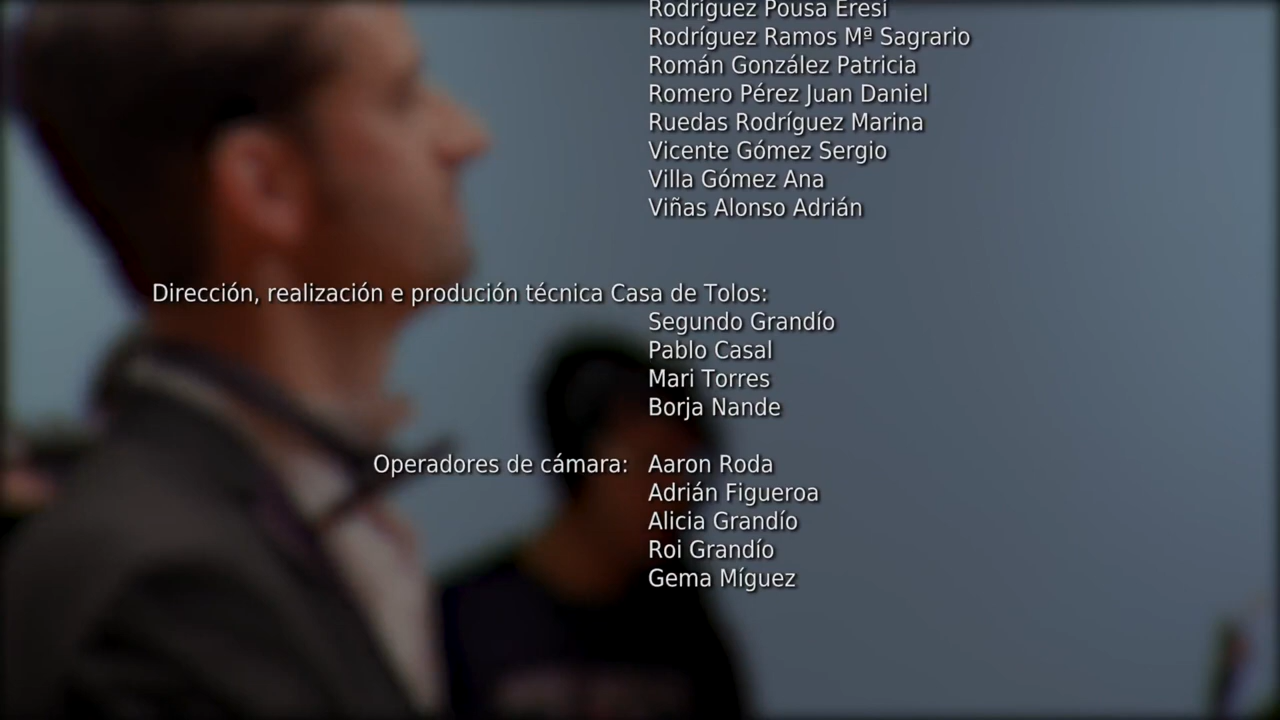 Rodríguez Pousa Eresi
Rodríguez Ramos Mª Sagrario
Román González Patricia
Romero Pérez Juan Daniel
Ruedas Rodríguez Marina
Vicente Gómez Sergio
Villa Gómez Ana
Viñas Alonso Adrián
Dirección, realización e produción técnica Casa de Tolos:
Segundo Grandío
Pablo Casal
Mari Torres
Borja Nande
Operadores de cámara: Aaron Roda
Adrián Figueroa
Alicia Grandío
Roi Grandío
Gema Míguez